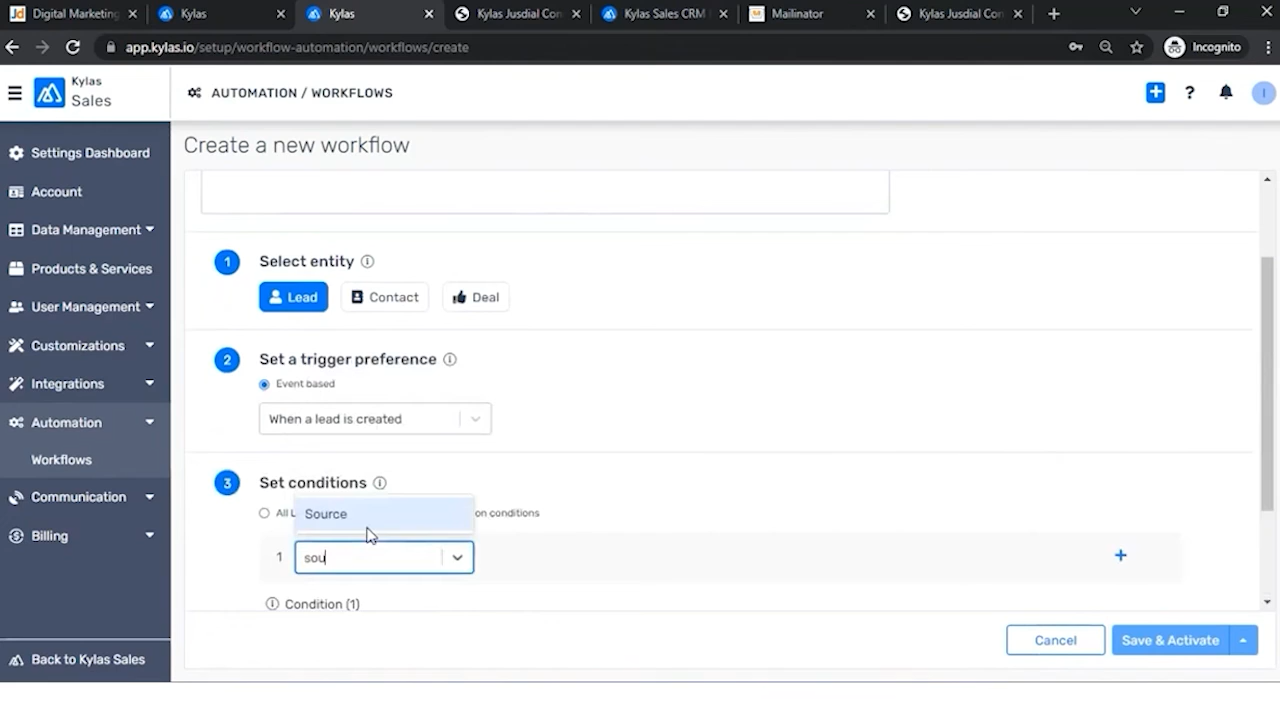 Digital Marketing
Kylas
Kylas
Kylas Jusdial Con
Kylas Sales CRM
Mailinator
Kylas Jusdial Con
app.kylas.io/setup/workflow-automation/workflows/create
Incognito
Kylas
Sales
AUTOMATION / WORKFLOWS
?
I
Settings Dashboard
Account
Data Management
Products & Services
User Management
Customizations
Integrations
Automation
Workflows
Communication
Billing
Back to Kylas Sales
Create a new workflow
1 Select entity
Lead Contact Deal
2 Set a trigger preference
Event based
When a lead is created
3 Set conditions
Source
All L on conditions
1 sou
Condition (1)
Cancel Save & Activate